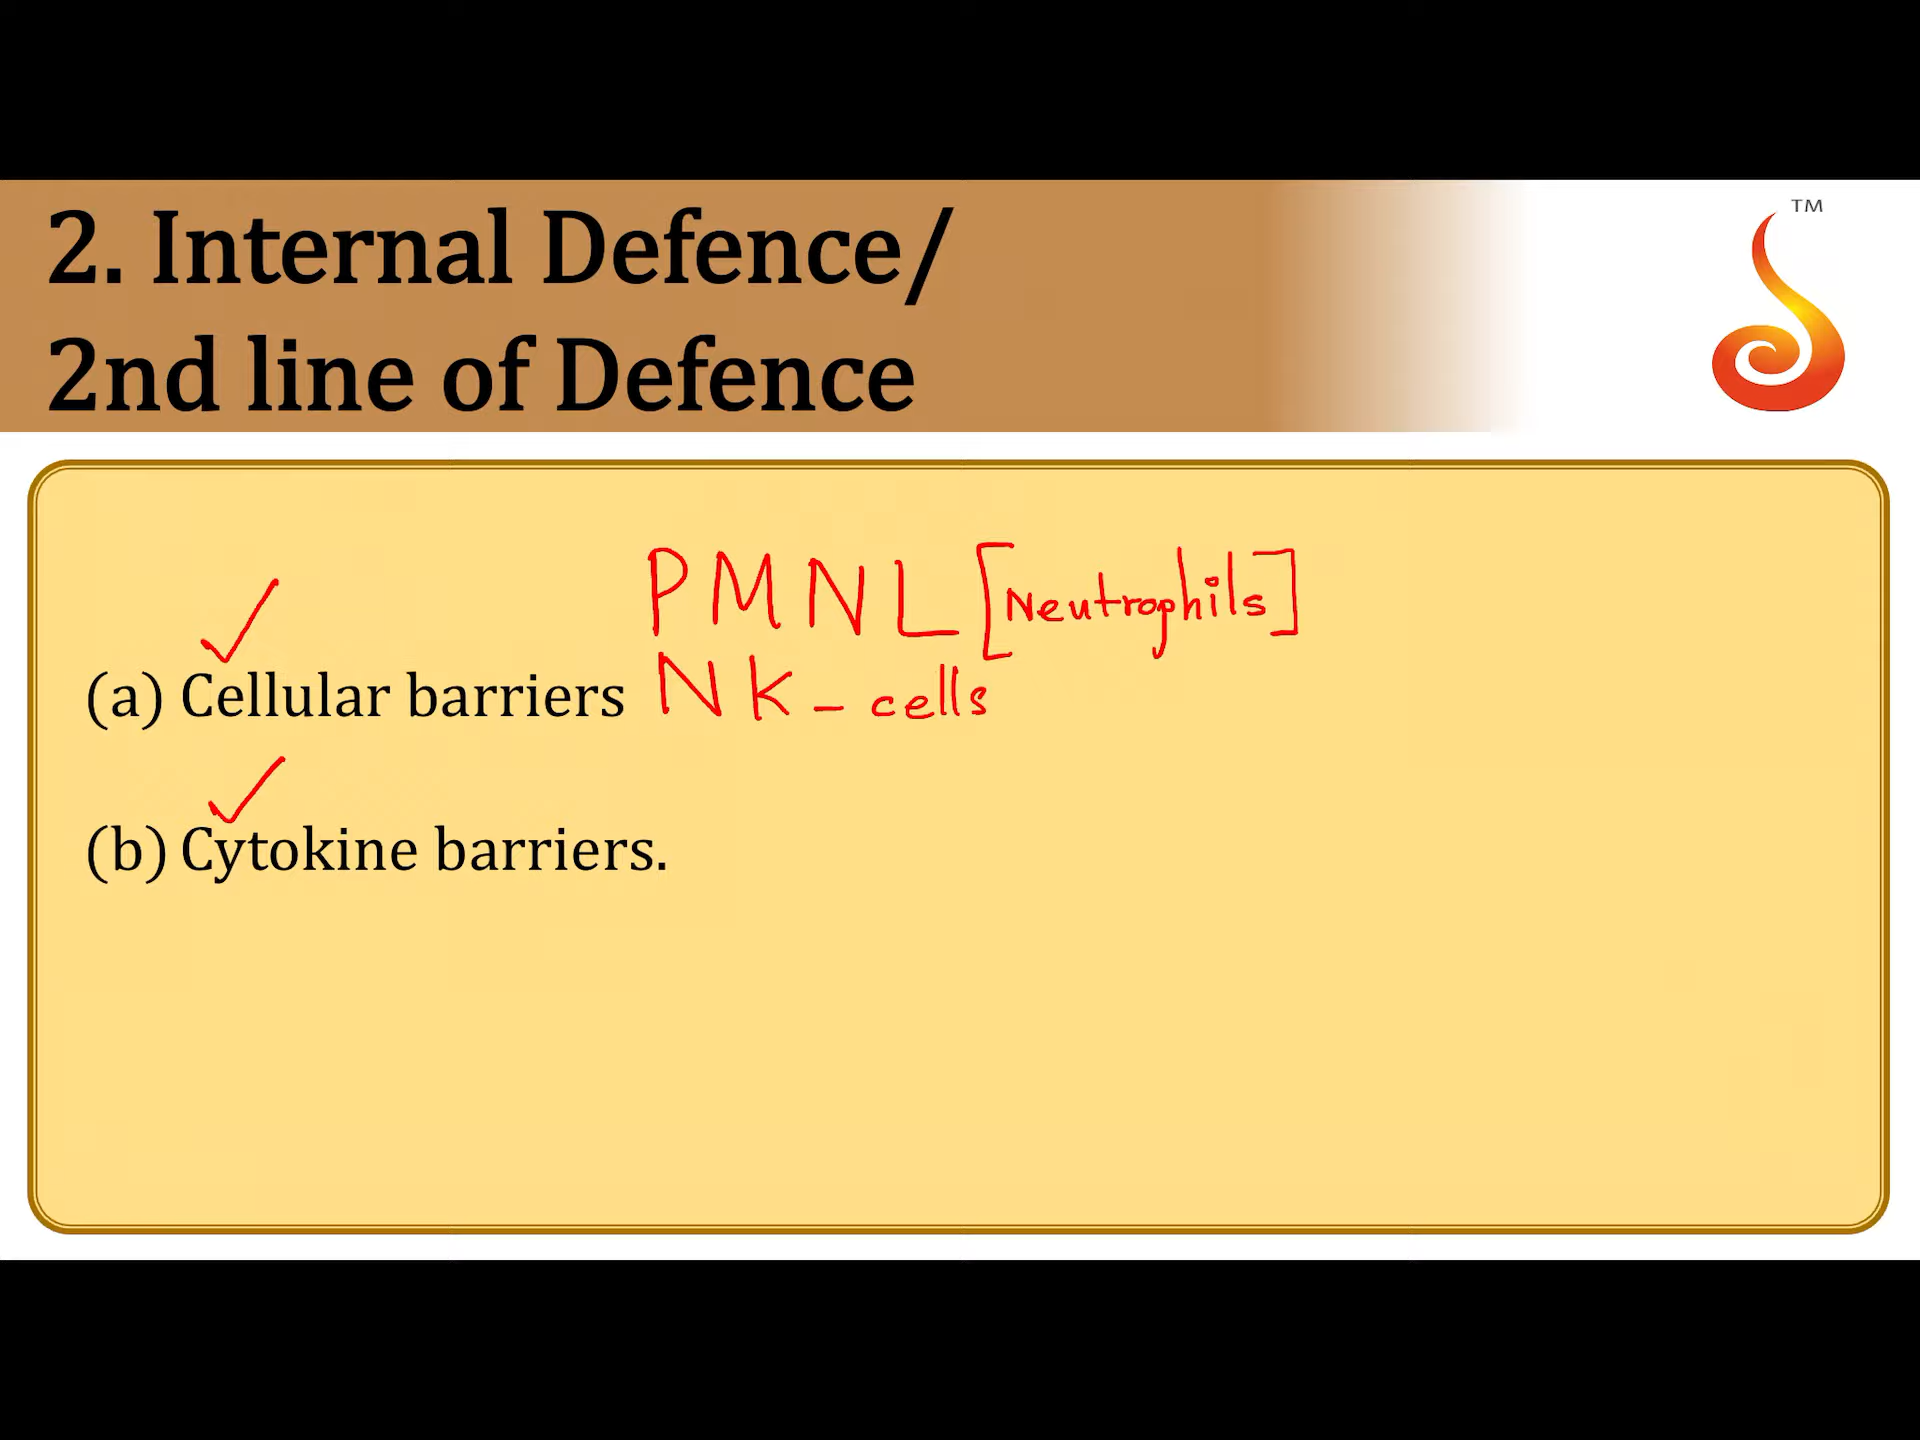 2. Internal Defence/
2nd line of Defence
TM
PMNL [Neutrophils]
(a) Cellular barriers NK - cells
(b) Cytokine barriers.